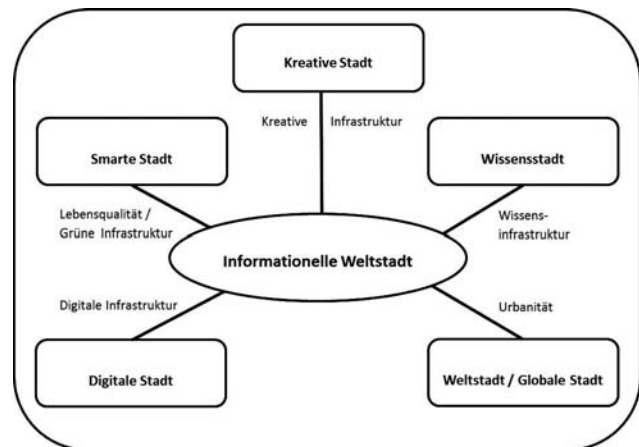 Kreative Stadt
Kreative Infrastruktur
Smarte Stadt
Wissensstadt
Lebensqualität /
Grüne Infrastruktur
Wissens-
infrastruktur
Informationelle Weltstadt
Digitale Infrastruktur
Urbanität
Digitale Stadt
Weltstadt / Globale Stadt